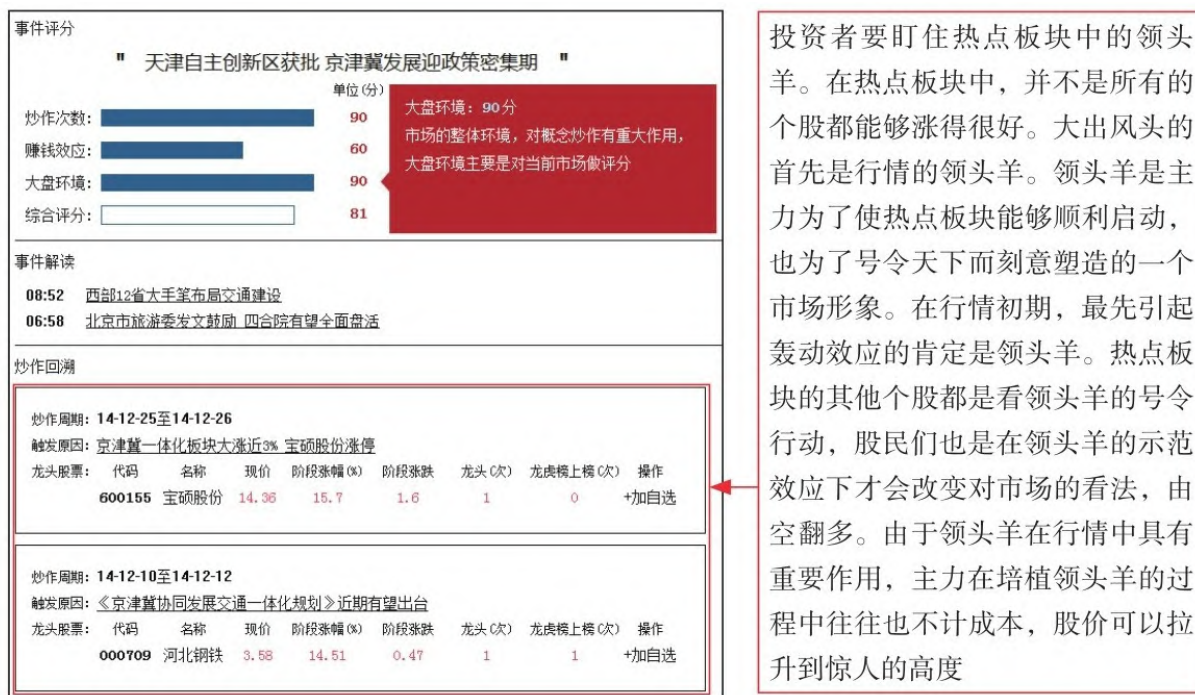 事件评分
" 天津自主创新区获批 京津冀发展迎政策密集期 "
单位(分)
炒作次数: 90
赚钱效应: 60
大盘环境: 90
综合评分: 81
大盘环境: 90分
市场的整体环境，对概念炒作有重大作用，
大盘环境主要是对当前市场做评分
事件解读
08:52 西部12省大手笔布局交通建设
06:58 北京市旅游委发文鼓励 四合院有望全面盘活
炒作回溯
炒作周期: 14-12-25至14-12-26
触发原因: 京津冀一体化板块大涨近3% 宝硕股份涨停
龙头股票: 代码 名称 现价 阶段涨幅(%) 阶段涨跌 龙头(次) 龙虎榜上榜(次) 操作
600155 宝硕股份 14.36 15.7 1.6 1 0 +加自选
炒作周期: 14-12-10至14-12-12
触发原因: 《京津冀协同发展交通一体化规划》近期有望出台
龙头股票: 代码 名称 现价 阶段涨幅(%) 阶段涨跌 龙头(次) 龙虎榜上榜(次) 操作
000709 河北钢铁 3.58 14.51 0.47 1 1 +加自选
投资者要盯住热点板块中的领头
羊。在热点板块中，并不是所有的
个股都能够涨得很好。大出风头的
首先是行情的领头羊。领头羊是主
力为了使热点板块能够顺利启动，
也为了号令天下而刻意塑造的一个
市场形象。在行情初期，最先引起
轰动效应的肯定是领头羊。热点板
块的其他个股都是看领头羊的号令
行动，股民们也是在领头羊的示范
效应下才会改变对市场的看法，由
空翻多。由于领头羊在行情中具有
重要作用，主力在培植领头羊的过
程中往往也不计成本，股价可以拉
升到惊人的高度